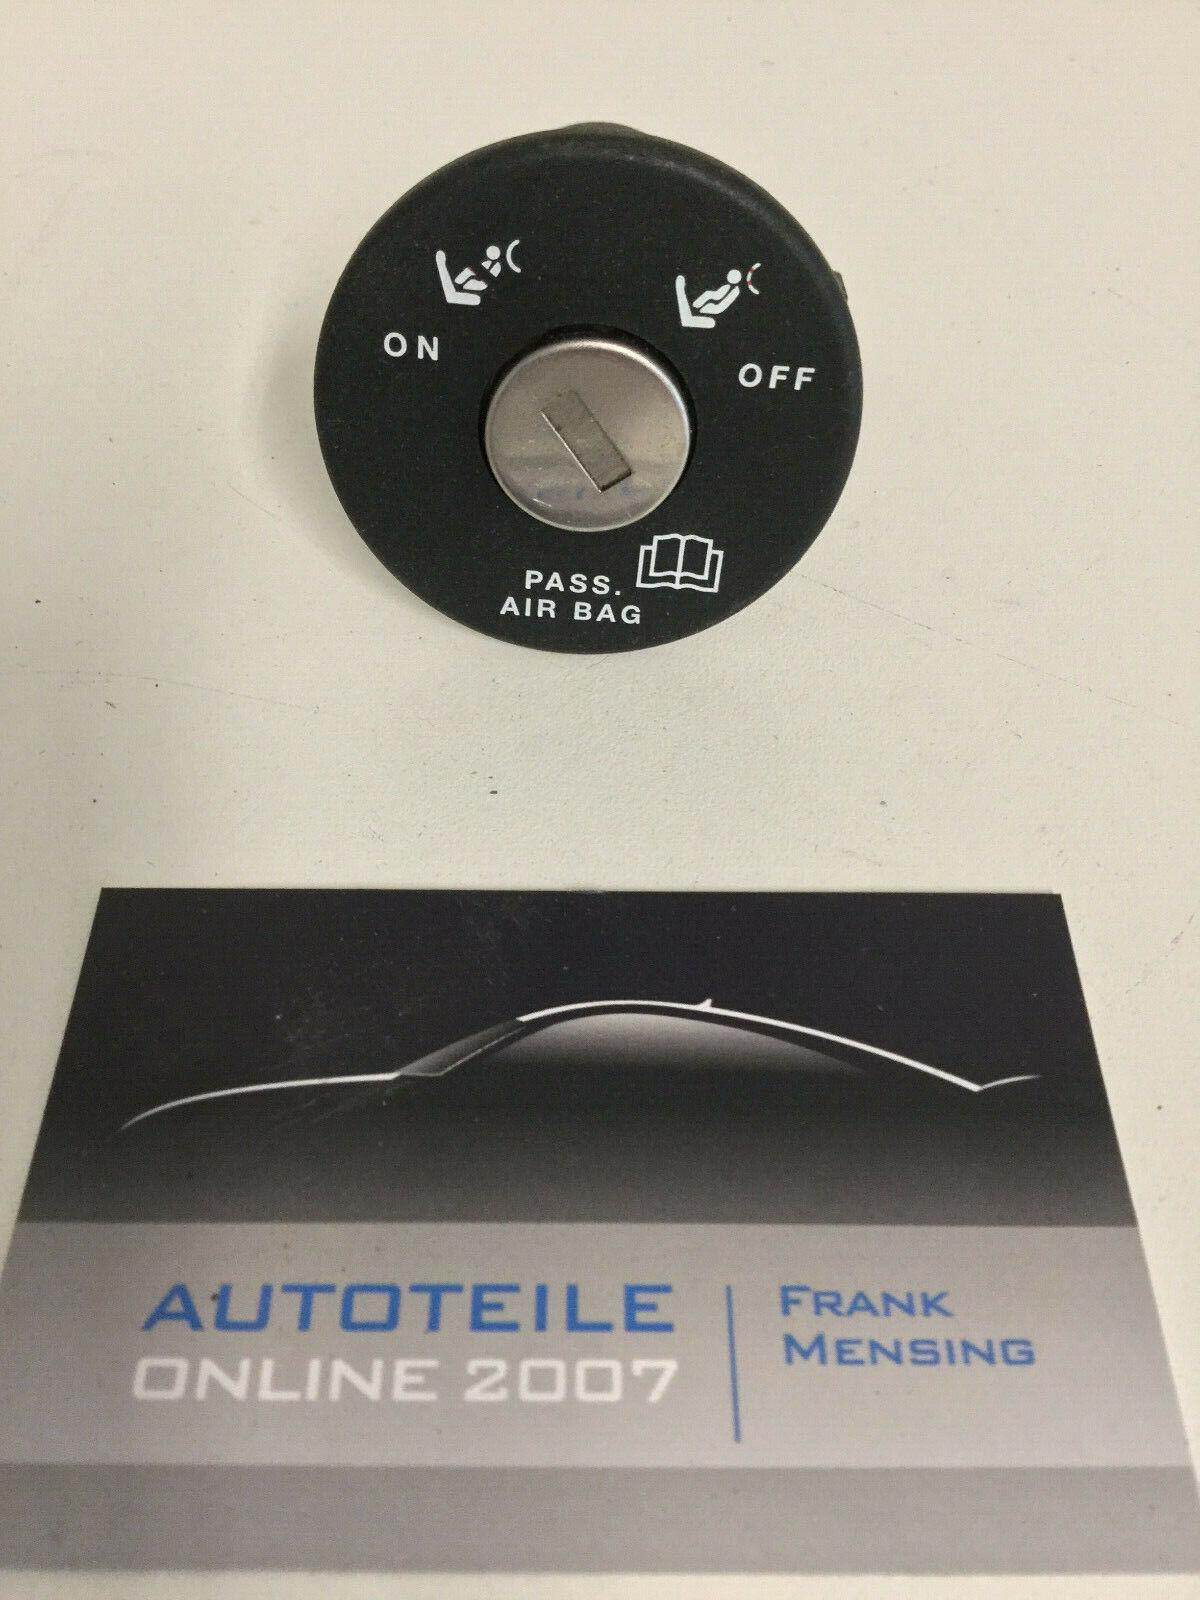 ON
OFF
PASS.
AIR BAG
AUTOTEILE
ONLINE 2007
FRANK
MENSING